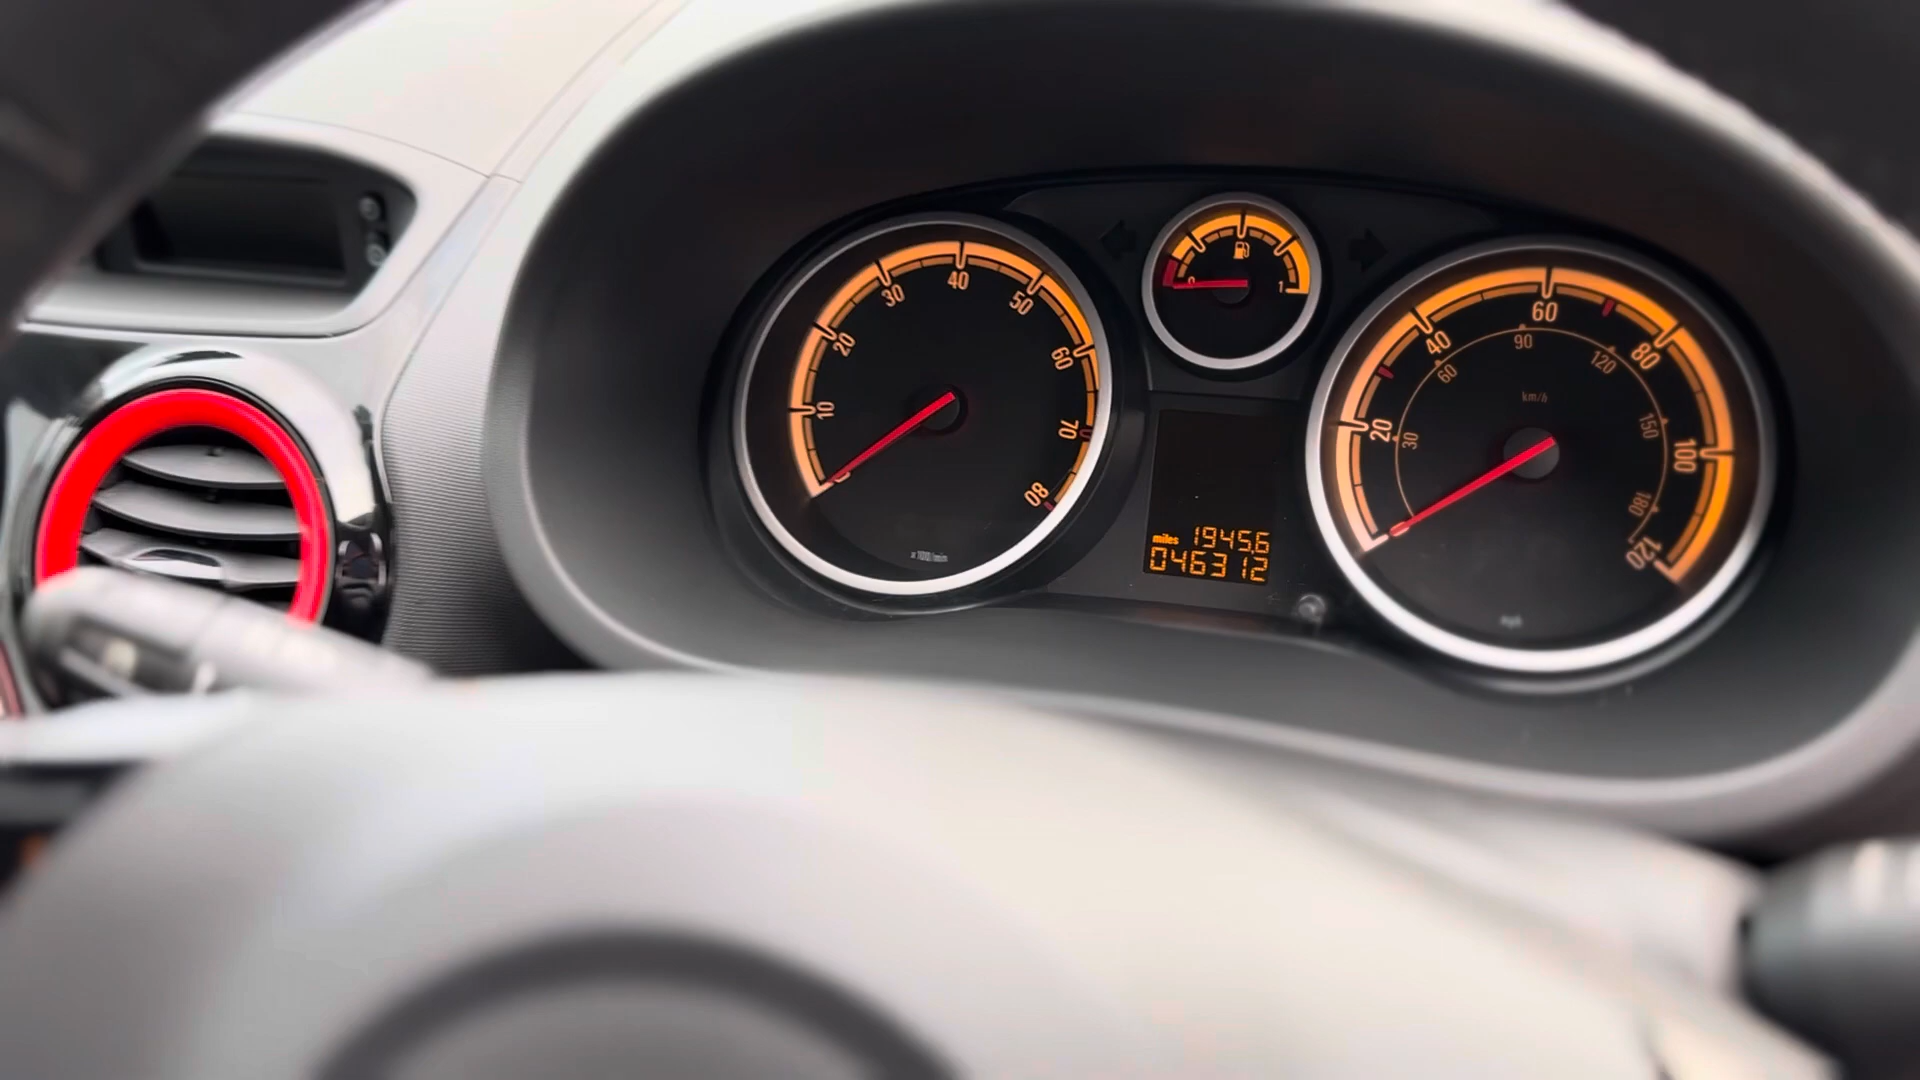 10 20 30 40 50 60 70 80
x 100/min
0 1
miles 1945.6
046312
20 40 60 80 100 120
30 60 90 120 150 180
km/h
mph